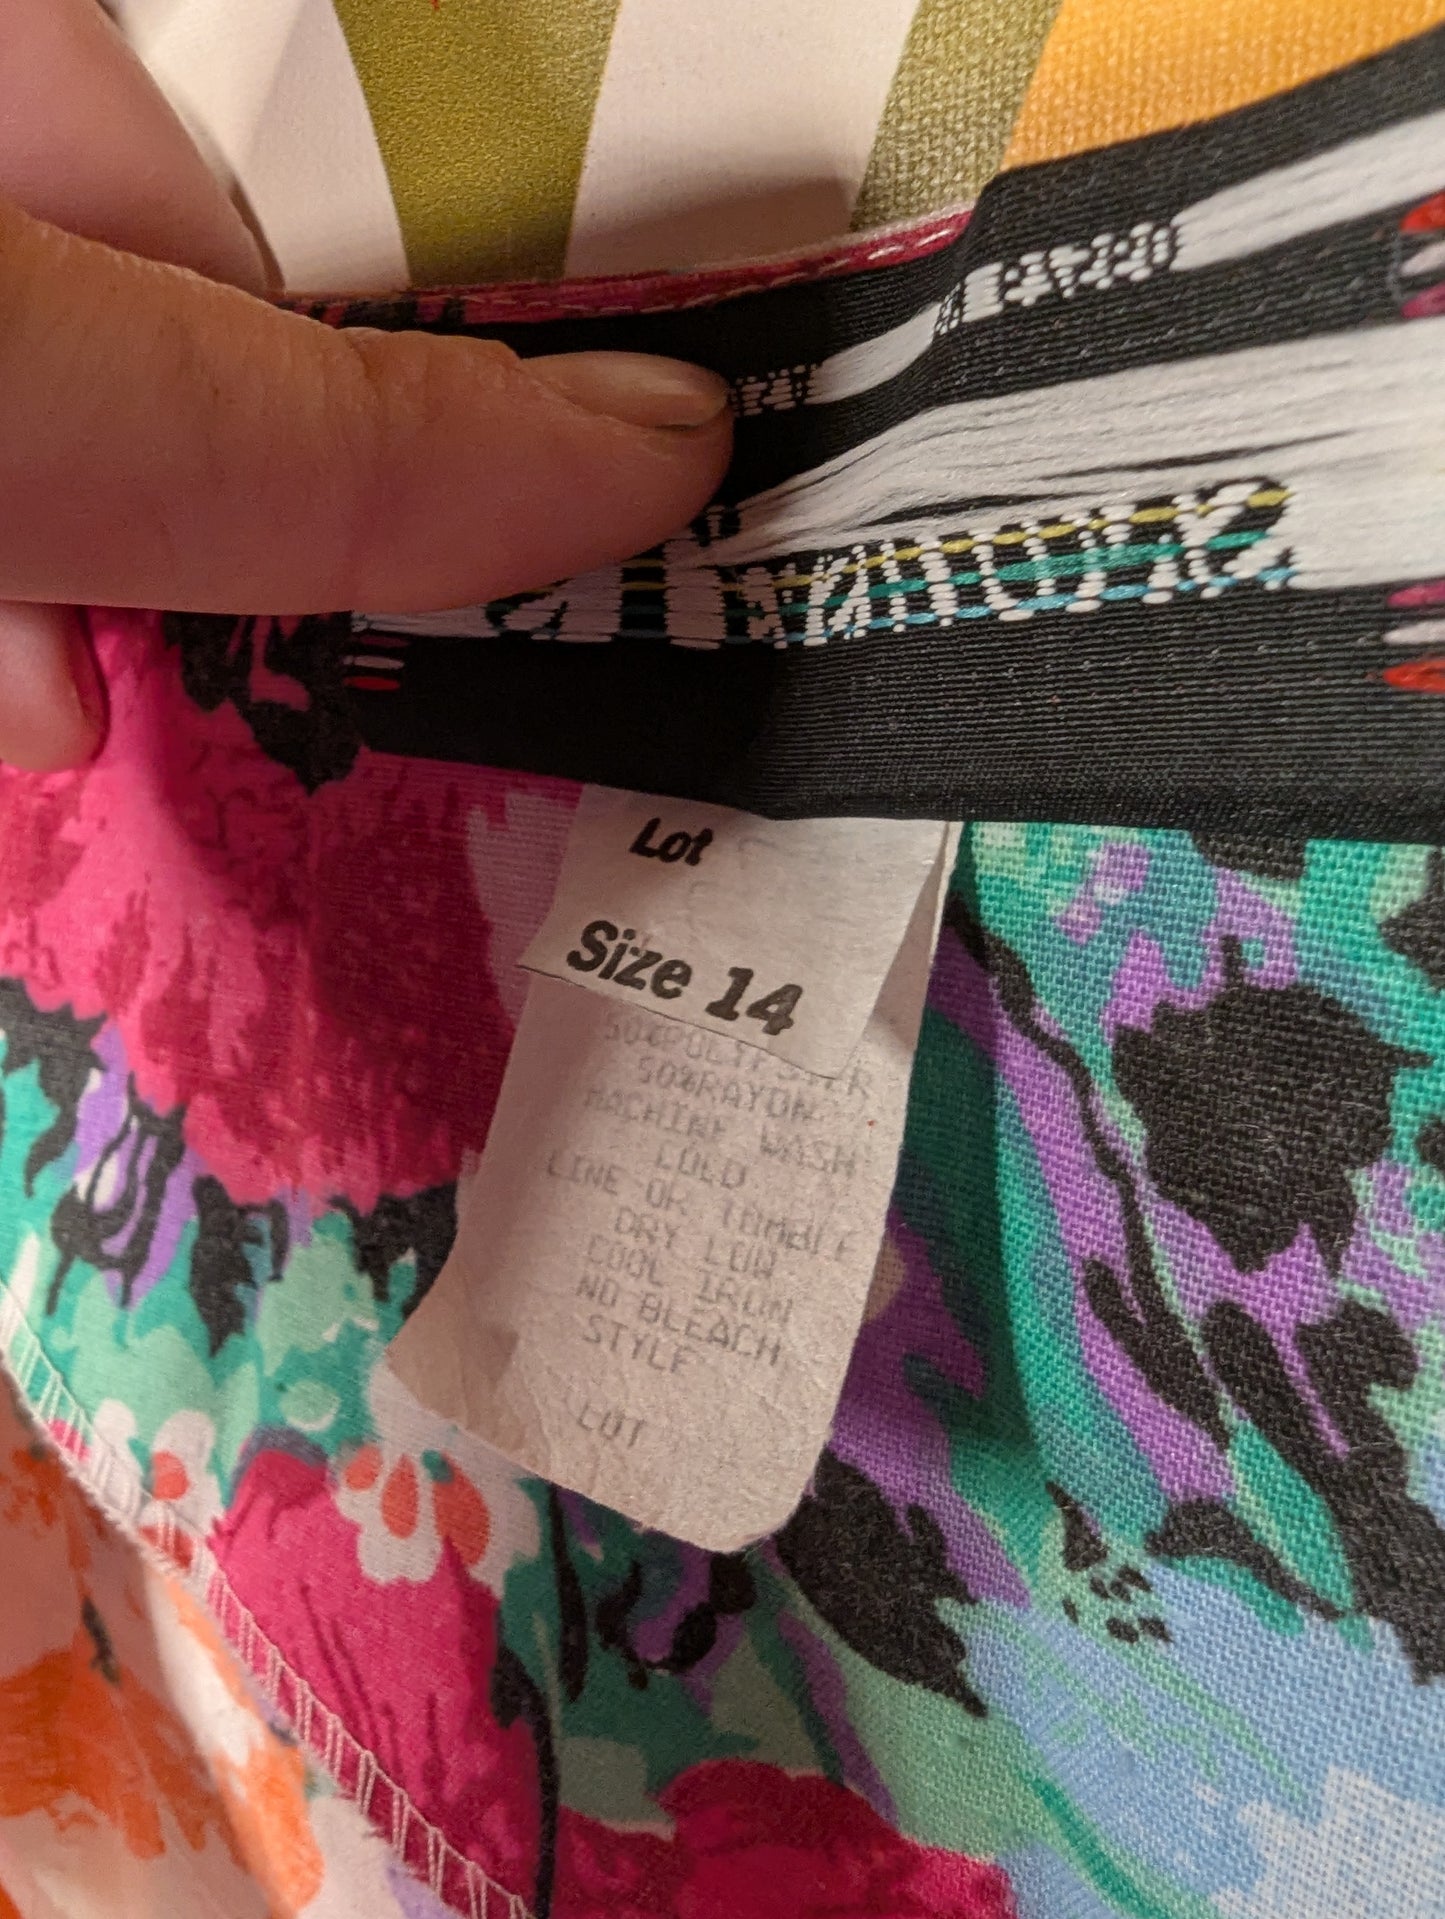 Lot
Size 14
50%POLYESTER
50%RAYON
MACHINE WASH
COLD
LINE OR TUMBLE
DRY LOW
COOL IRON
NO BLEACH
STYLE
LOT